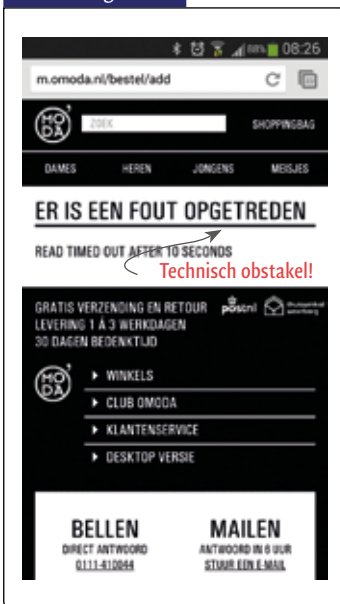 08:26
m.omoda.nl/bestel/add
MO
DA
ZOEK
SHOPPINGBAG
DAMES HEREN JONGENS MEISJES
ER IS EEN FOUT OPGETREDEN
READ TIMED OUT AFTER 10 SECONDS
Technisch obstakel!
GRATIS VERZENDING EN RETOUR
postnl
LEVERING 1 Á 3 WERKDAGEN
30 DAGEN BEDENKTIJD
MO
DA
WINKELS
CLUB OMODA
KLANTENSERVICE
DESKTOP VERSIE
BELLEN MAILEN
DIRECT ANTWOORD ANTWOORD IN 6 UUR
0111-410044 STUUR EEN E-MAIL